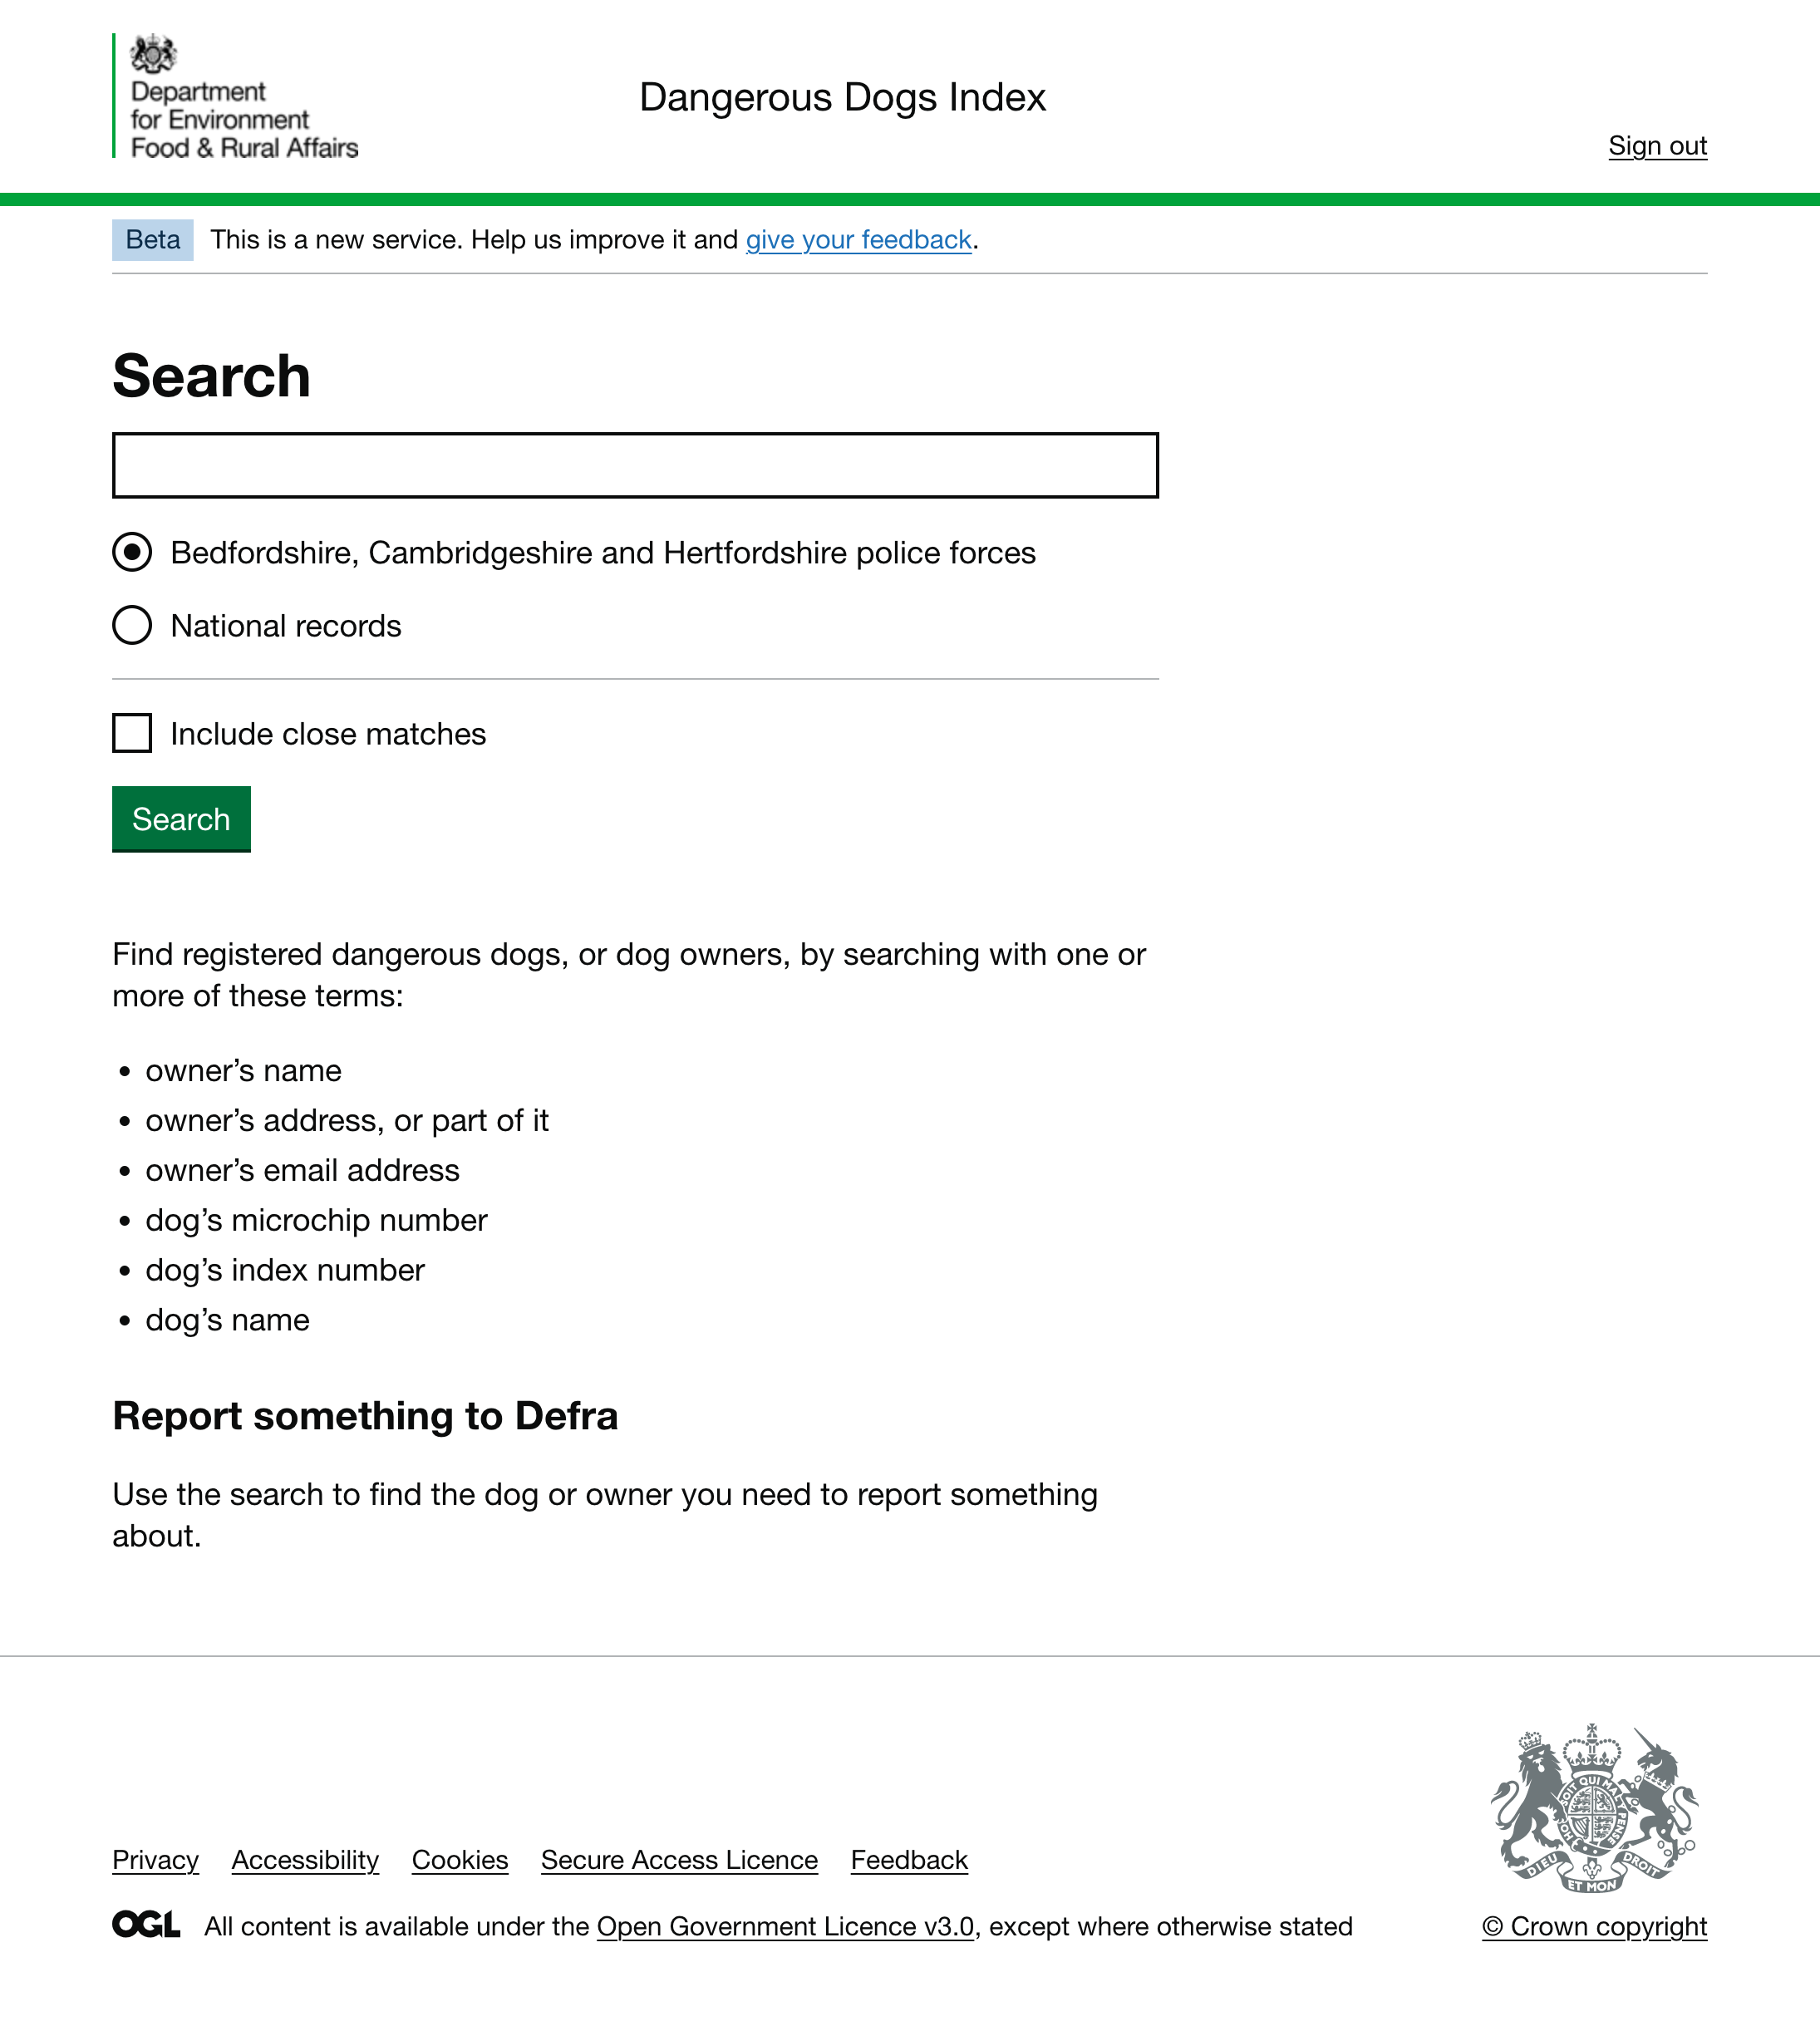 Department
for Environment
Food & Rural Affairs
Dangerous Dogs Index
Sign out
Beta This is a new service. Help us improve it and give your feedback.
Search
Bedfordshire, Cambridgeshire and Hertfordshire police forces
National records
Include close matches
Search
Find registered dangerous dogs, or dog owners, by searching with one or
more of these terms:
• owner’s name
• owner’s address, or part of it
• owner’s email address
• dog’s microchip number
• dog’s index number
• dog’s name
Report something to Defra
Use the search to find the dog or owner you need to report something
about.
SOIT QUI MAL Y PENSE
DIEU ET MON DROIT
Privacy Accessibility Cookies Secure Access Licence Feedback
OGL All content is available under the Open Government Licence v3.0, except where otherwise stated
© Crown copyright